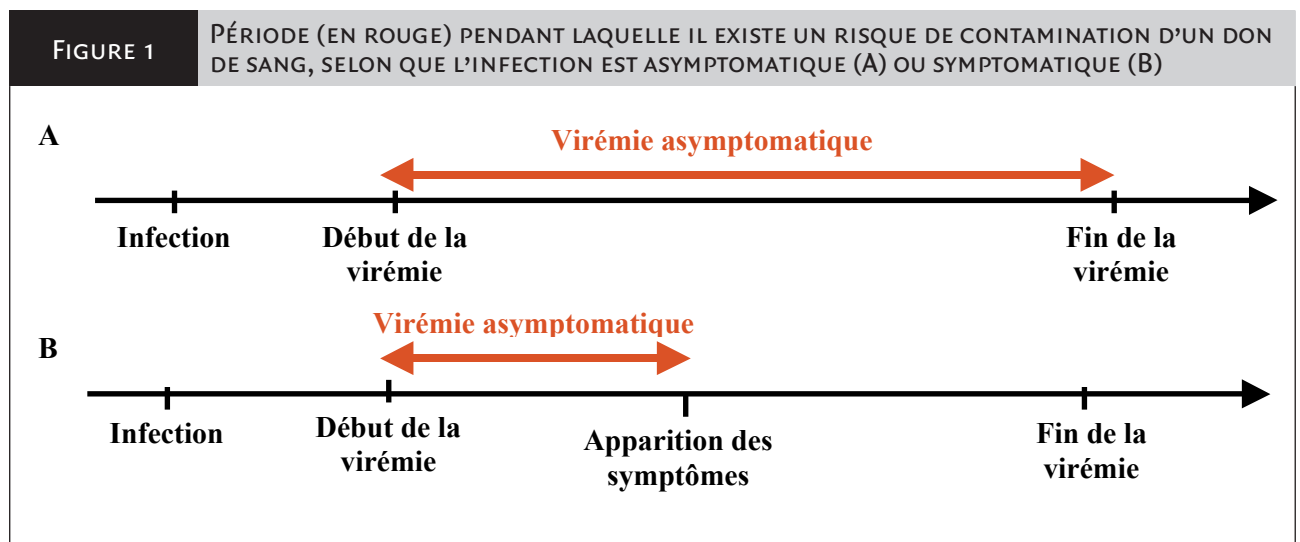 FIGURE 1
PÉRIODE (EN ROUGE) PENDANT LAQUELLE IL EXISTE UN RISQUE DE CONTAMINATION D'UN DON
DE SANG, SELON QUE L'INFECTION EST ASYMPTOMATIQUE (A) OU SYMPTOMATIQUE (B)
A
Virémie asymptomatique
Infection
Début de la
virémie
Fin de la
virémie
B
Virémie asymptomatique
Infection
Début de la
virémie
Apparition des
symptômes
Fin de la
virémie